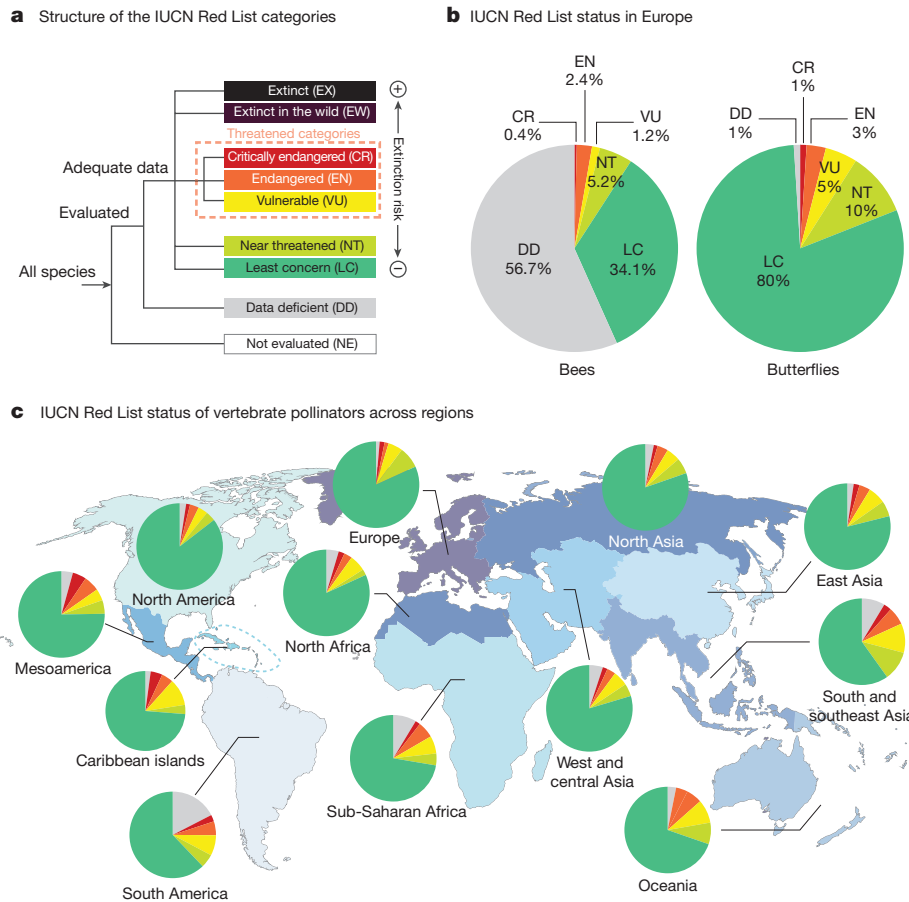 a Structure of the IUCN Red List categories
Extinct (EX)
Extinct in the wild (EW)
Threatened categories
Critically endangered (CR)
Endangered (EN)
Vulnerable (VU)
Near threatened (NT)
Least concern (LC)
Data deficient (DD)
Not evaluated (NE)
Adequate data
Evaluated
All species
+
Extinction risk
−
b IUCN Red List status in Europe
EN
2.4%
CR
0.4%
VU
1.2%
NT
5.2%
DD
56.7%
LC
34.1%
Bees
CR
1%
DD
1%
EN
3%
VU
5%
NT
10%
LC
80%
Butterflies
c IUCN Red List status of vertebrate pollinators across regions
Europe
North Asia
North America
East Asia
North Africa
Mesoamerica
South and
southeast Asia
Caribbean islands
West and
central Asia
Sub-Saharan Africa
Oceania
South America